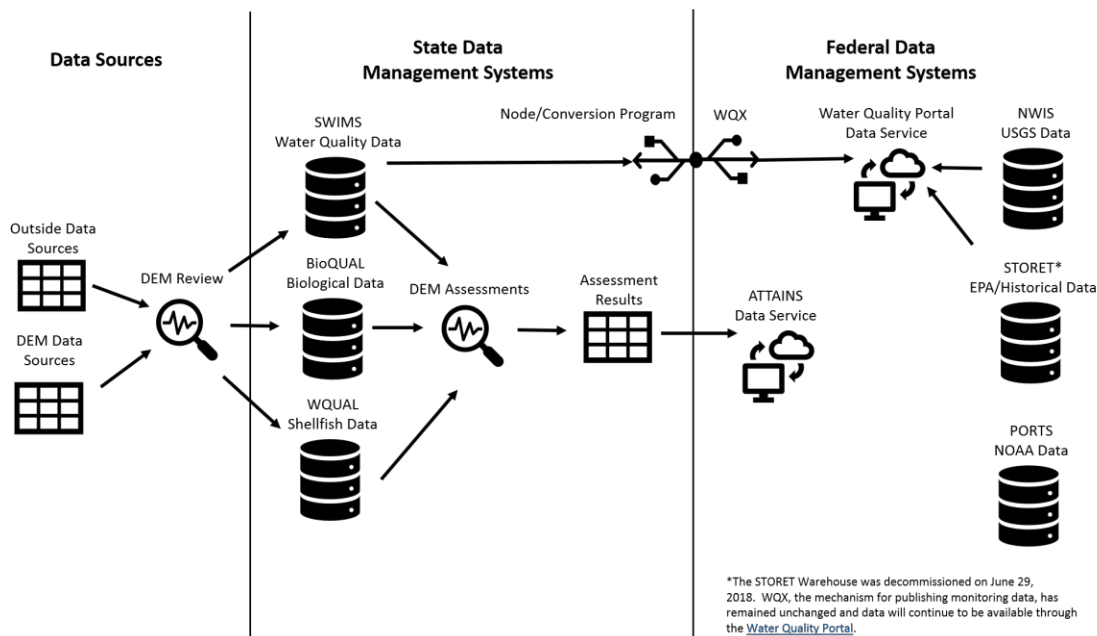 Data Sources
State Data
Management Systems
Federal Data
Management Systems
SWIMS
Water Quality Data
Node/Conversion Program
WQX
Water Quality Portal
Data Service
NWIS
USGS Data
Outside Data
Sources
DEM Review
BioQUAL
Biological Data
DEM Assessments
Assessment
Results
ATTAINS
Data Service
STORET*
EPA/Historical Data
DEM Data
Sources
WQUAL
Shellfish Data
PORTS
NOAA Data
*The STORET Warehouse was decommissioned on June 29,
2018. WQX, the mechanism for publishing monitoring data, has
remained unchanged and data will continue to be available through
the Water Quality Portal.